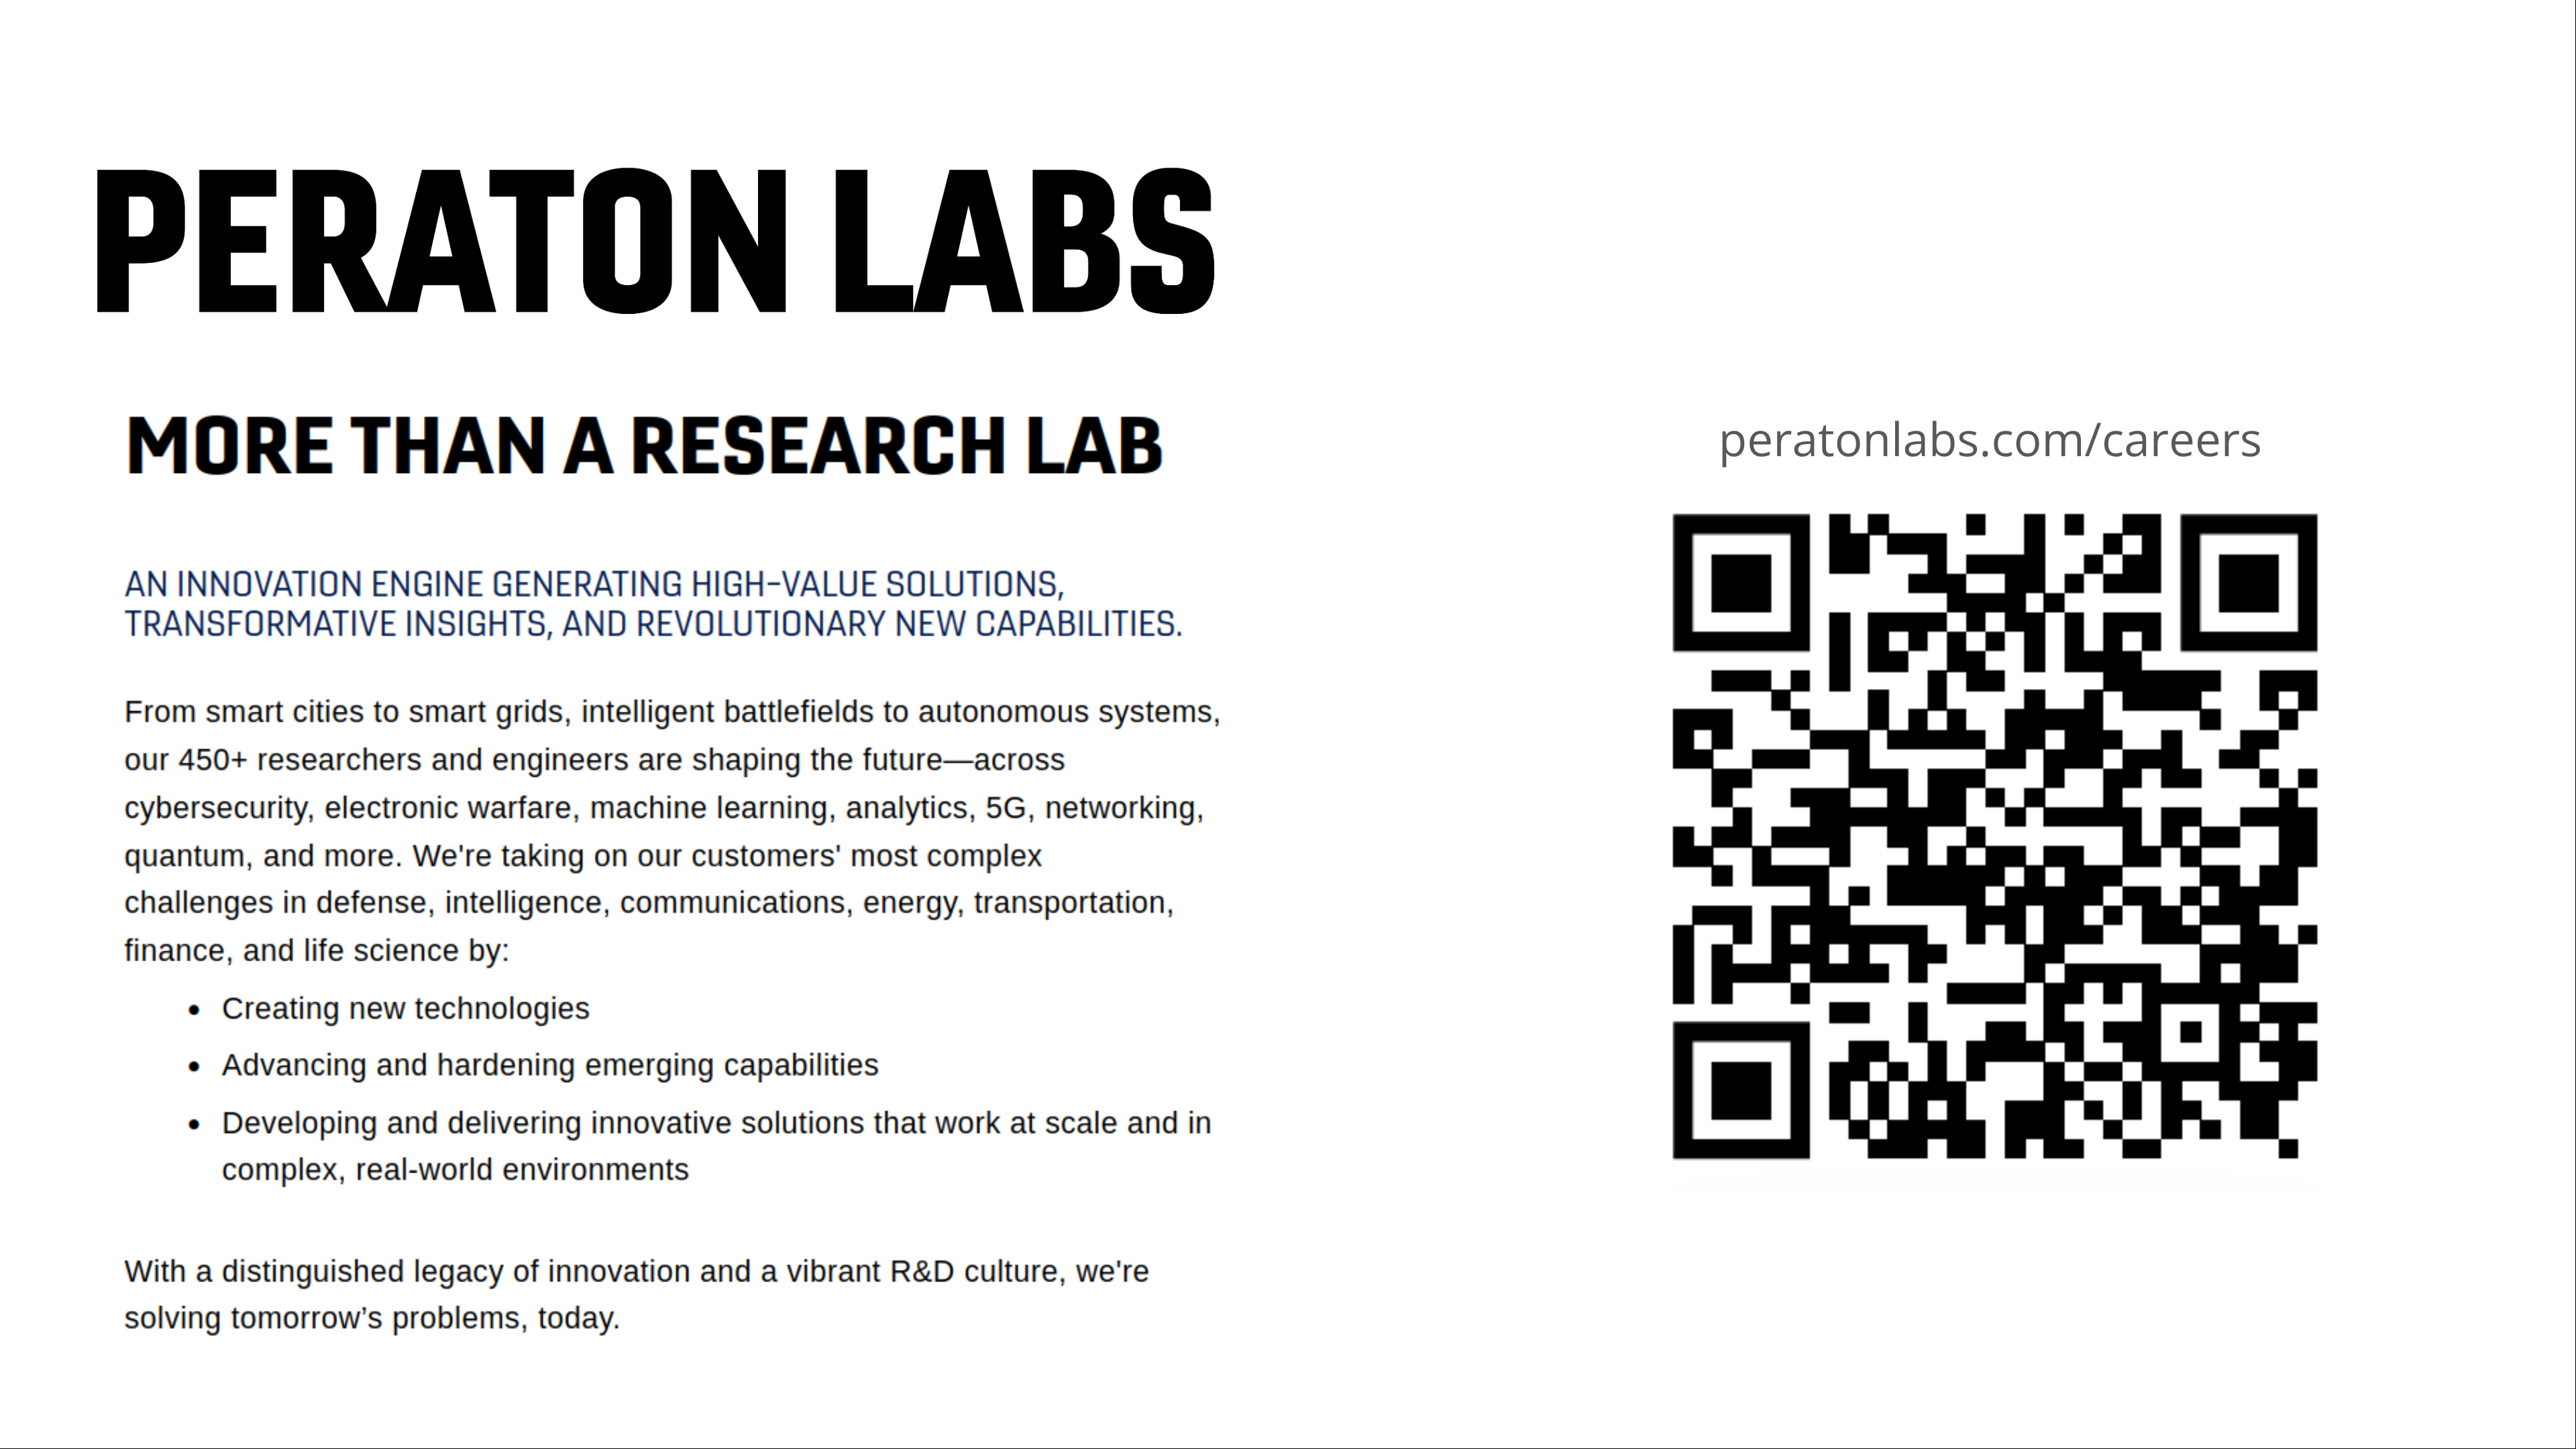 PERATON LABS
MORE THAN A RESEARCH LAB
AN INNOVATION ENGINE GENERATING HIGH-VALUE SOLUTIONS,
TRANSFORMATIVE INSIGHTS, AND REVOLUTIONARY NEW CAPABILITIES.
From smart cities to smart grids, intelligent battlefields to autonomous systems,
our 450+ researchers and engineers are shaping the future—across
cybersecurity, electronic warfare, machine learning, analytics, 5G, networking,
quantum, and more. We're taking on our customers' most complex
challenges in defense, intelligence, communications, energy, transportation,
finance, and life science by:
• Creating new technologies
• Advancing and hardening emerging capabilities
• Developing and delivering innovative solutions that work at scale and in
complex, real-world environments
With a distinguished legacy of innovation and a vibrant R&D culture, we're
solving tomorrow’s problems, today.
peratonlabs.com/careers